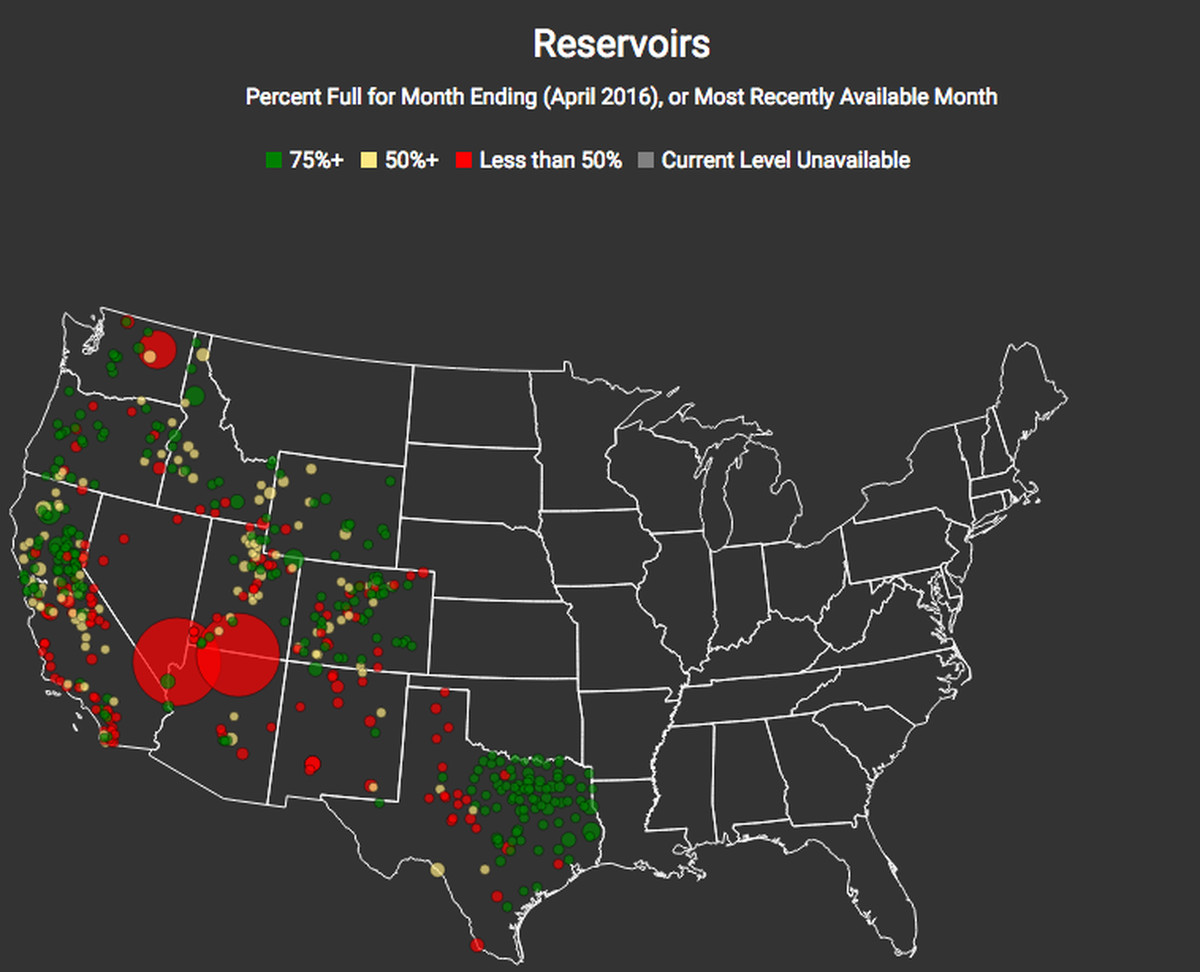 Reservoirs
Percent Full for Month Ending (April 2016), or Most Recently Available Month
75%+ 50%+ Less than 50% Current Level Unavailable